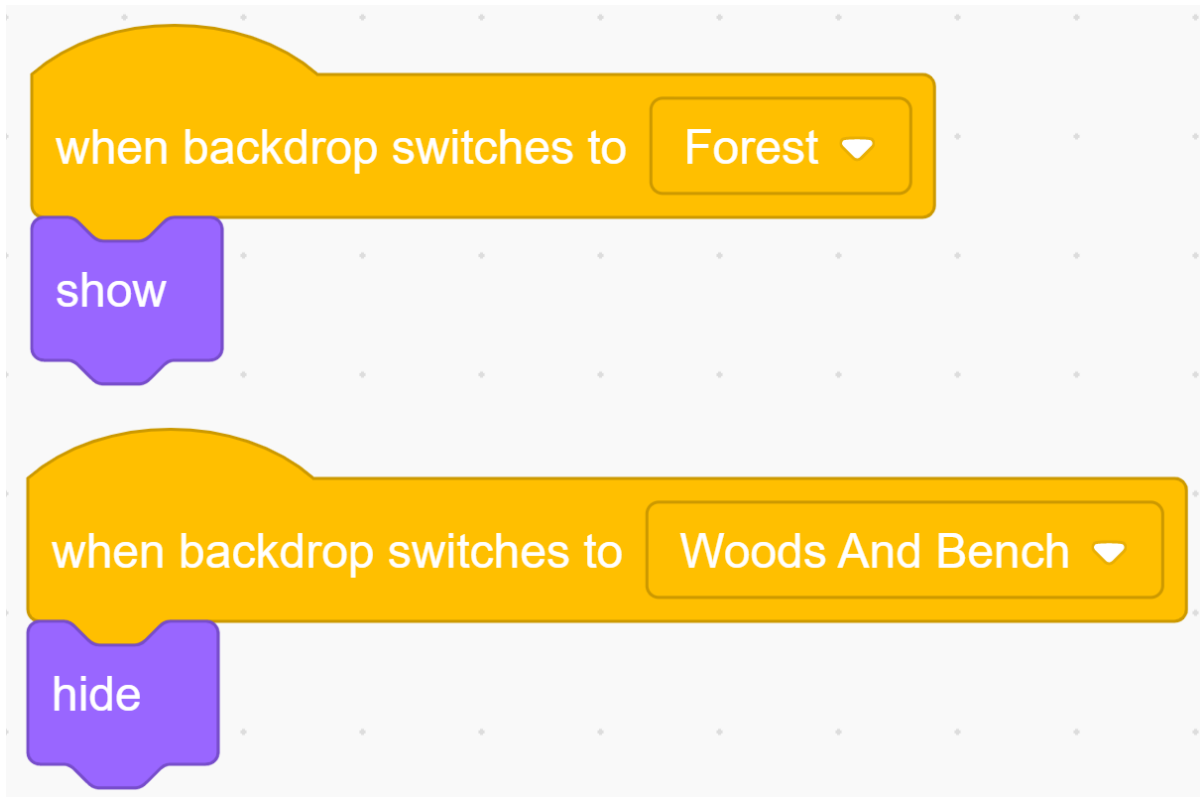 when backdrop switches to Forest
show
when backdrop switches to Woods And Bench
hide